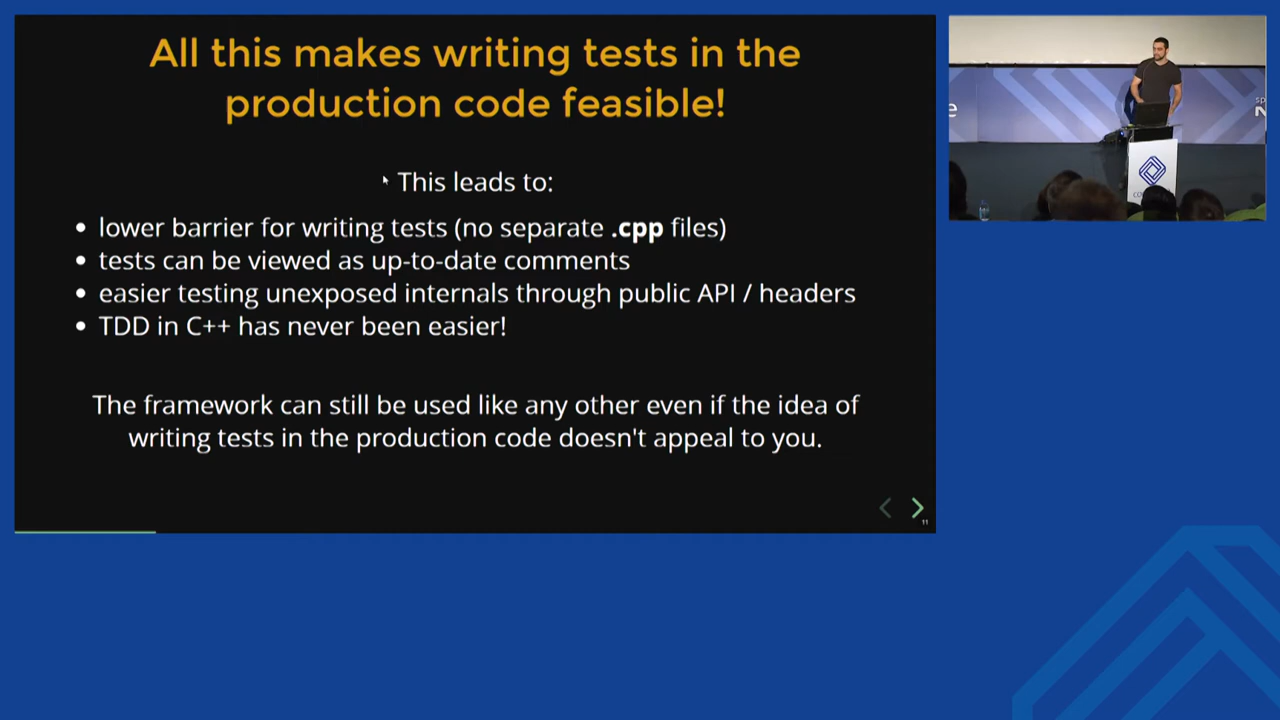 All this makes writing tests in the
production code feasible!
This leads to:
lower barrier for writing tests (no separate .cpp files)
tests can be viewed as up-to-date comments
easier testing unexposed internals through public API / headers
TDD in C++ has never been easier!
The framework can still be used like any other even if the idea of
writing tests in the production code doesn't appeal to you.
11
e
sp
N